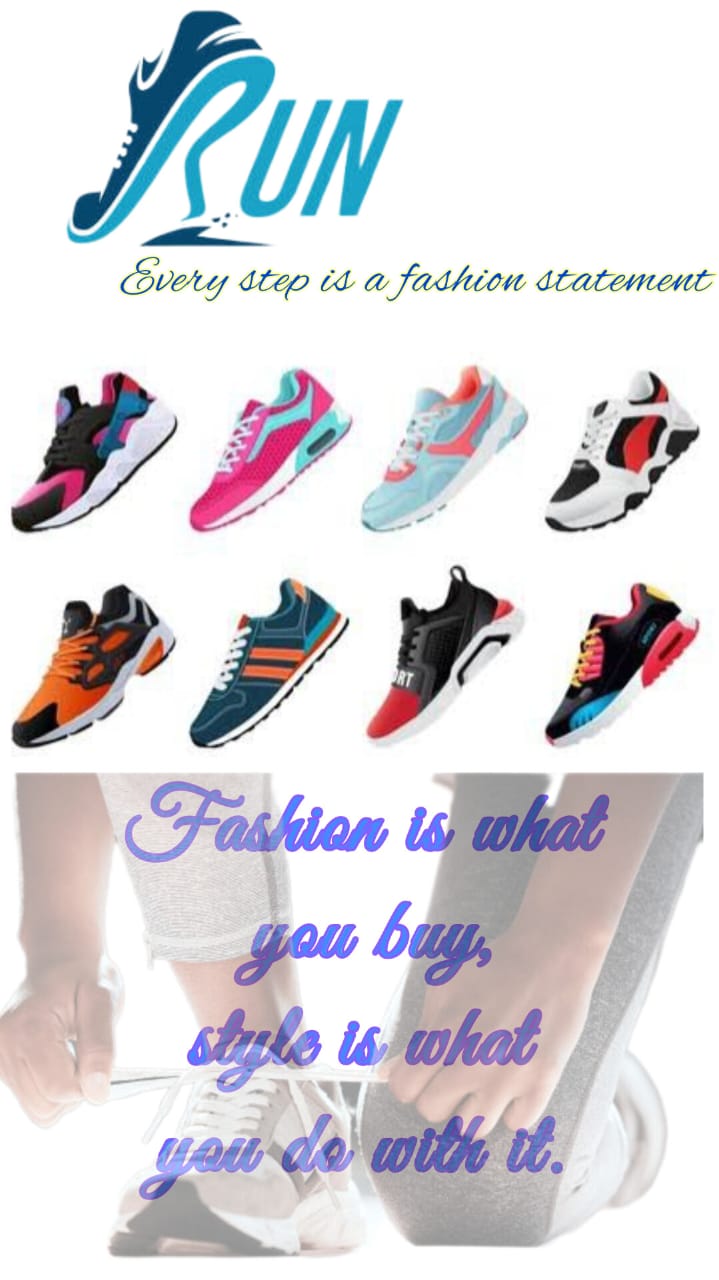 RUN
Every step is a fashion statement
ORT
Fashion is what
you buy,
style is what
you do with it.